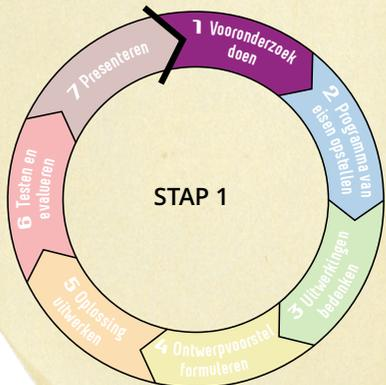 1 Vooronderzoek
doen
2 Programma van
eisen opstellen
3 Uitwerkingen
bedenken
4 Ontwerpvoorstel
formuleren
5 Oplossing
uitwerken
6 Testen en
evalueren
7 Presenteren
STAP 1